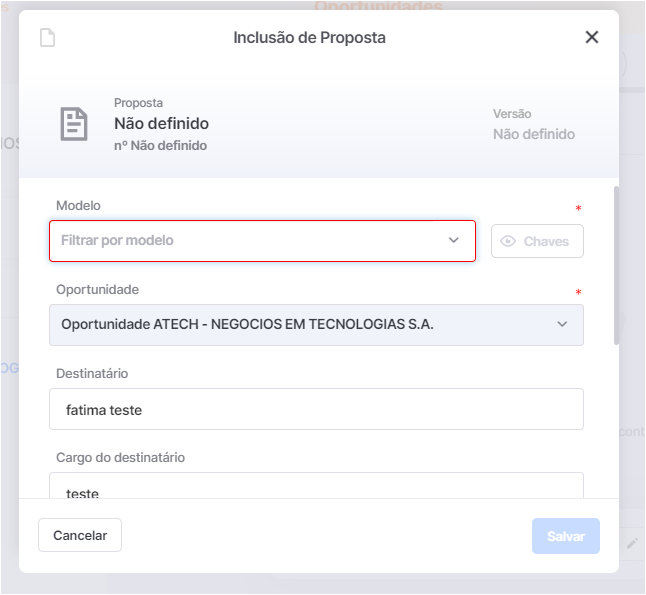 Oportunidades
Inclusão de Proposta
Proposta
Não definido
nº Não definido
Versão
Não definido
Modelo
*
Filtrar por modelo
Chaves
Oportunidade
*
Oportunidade ATECH - NEGOCIOS EM TECNOLOGIAS S.A.
Destinatário
fatima teste
Cargo do destinatário
teste
Cancelar
Salvar